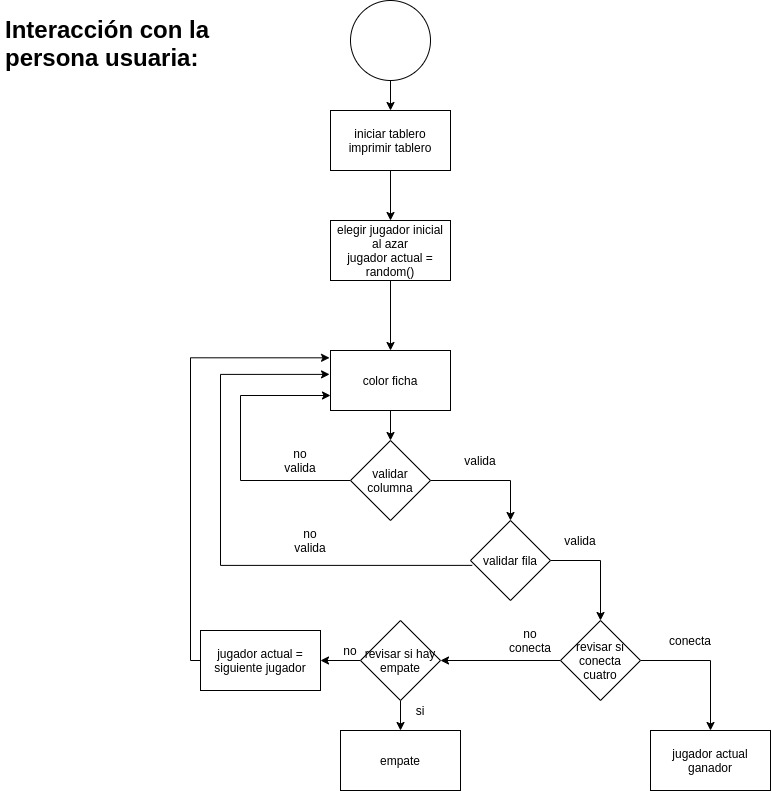 Interacción con la
persona usuaria:
iniciar tablero
imprimir tablero
elegir jugador inicial
al azar
jugador actual =
random()
color ficha
no
valida
validar
columna
valida
no
valida
validar fila
valida
jugador actual =
siguiente jugador
no
revisar si hay
empate
no
conecta
revisar si
conecta
cuatro
conecta
si
empate
jugador actual
ganador